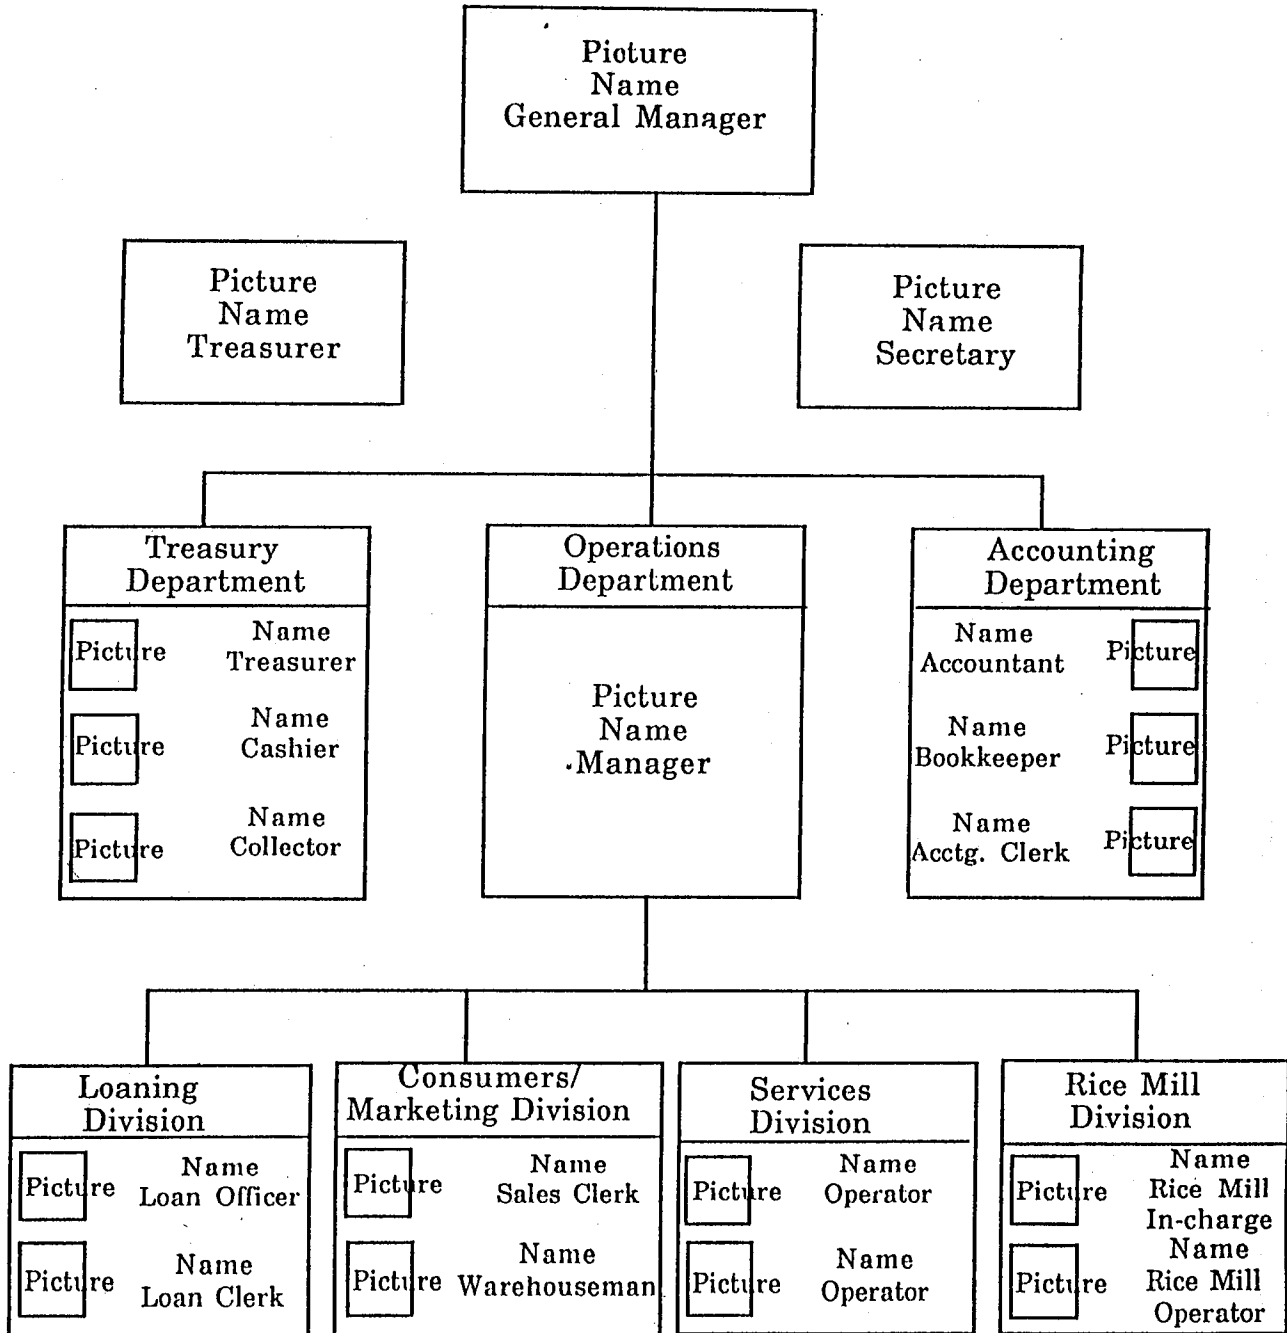 Picture
Name
General Manager
Picture
Name
Treasurer
Picture
Name
Secretary
Treasury
Department
Picture
Name
Treasurer
Picture
Name
Cashier
Picture
Name
Collector
Operations
Department
Picture
Name
Manager
Accounting
Department
Name
Accountant
Picture
Name
Bookkeeper
Picture
Name
Acctg. Clerk
Picture
Loaning
Division
Picture
Name
Loan Officer
Picture
Name
Loan Clerk
Consumers/
Marketing Division
Picture
Name
Sales Clerk
Picture
Name
Warehouseman
Services
Division
Picture
Name
Operator
Picture
Name
Operator
Rice Mill
Division
Picture
Name
Rice Mill
In-charge
Picture
Name
Rice Mill
Operator